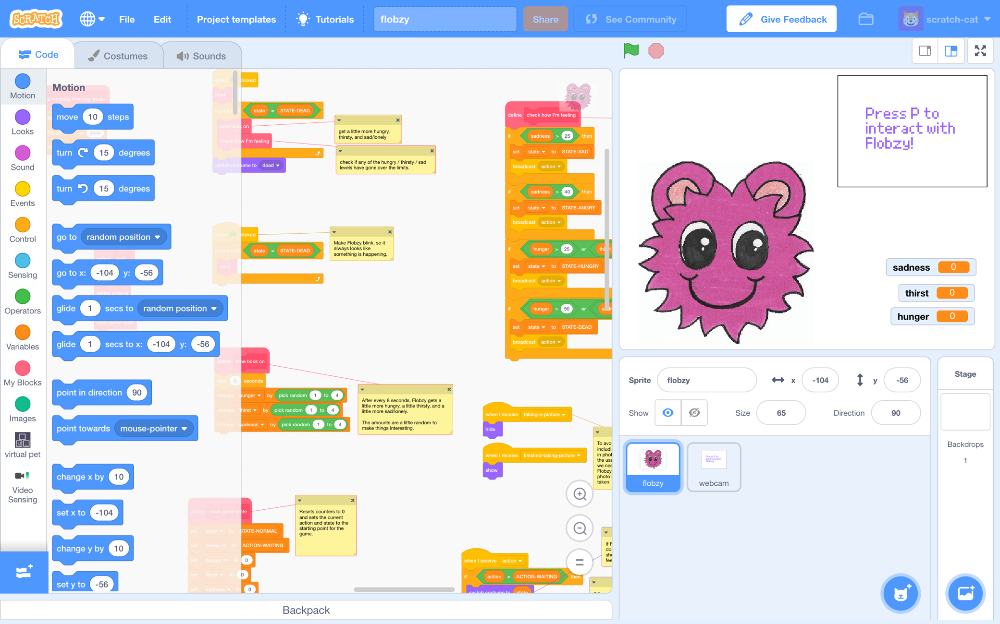 SCRATCH
File
Edit
Project templates
Tutorials
flobzy
Share
See Community
Give Feedback
scratch-cat
Code
Costumes
Sounds
Motion
Looks
Sound
Events
Control
Sensing
Operators
Variables
My Blocks
Images
virtual pet
Video
Sensing
Motion
move 10 steps
turn 15 degrees
turn 15 degrees
go to random position
go to x: -104 y: -56
glide 1 secs to random position
glide 1 secs to x: -104 y: -56
point in direction 90
point towards mouse-pointer
change x by 10
set x to -104
change y by 10
set y to -56
machine learning labels
drink
define actions
reset game state
when clicked
start
repeat until state = STATE-DEAD
time ticks on
check how I'm feeling
switch costume to dead
get a little more hungry,
thirsty, and sad/lonely
check if any of the hungry / thirsty / sad
levels have gone over the limits.
when clicked
repeat until state = STATE-DEAD
blink
Make Flobzy blink, so it
always looks like
something is happening.
define time ticks on
wait 8 seconds
change hunger by pick random 1 to 4
change thirst by pick random 1 to 4
change sadness by pick random 1 to 4
After every 8 seconds, Flobzy gets a
little more hungry, a little thirsty, and a
little more sad/lonely.
The amounts are a little random to
make things interesting.
define reset game state
set state to STATE-NORMAL
set action to ACTION-WAITING
set hunger to 0
set thirst to 0
set sadness to 0
Resets counters to 0
and sets the current
action and state to the
starting point for the
game.
define check how I'm feeling
if sadness > 25 then
set state to STATE-SAD
broadcast action
if sadness > 40 then
set state to STATE-ANGRY
broadcast action
if hunger > 25 or
set state to STATE-HUNGRY
broadcast action
if hunger > 50 or
set state to STATE-DEAD
broadcast action
when I receive taking-a-picture
hide
when I receive finished-taking-picture
show
To avo
includi
in phot
the use
we nee
Flobzy
photo
taken.
when I receive action
if action = ACTION-WAITING then
switch costume to state
If F
do
sho
fee
Backpack
Press P to
interact with
Flobzy!
sadness 0
thirst 0
hunger 0
Sprite flobzy x -104 y -56
Show Size 65 Direction 90
flobzy
webcam
Press P to
interact with
Flobzy!
Stage
Backdrops
1